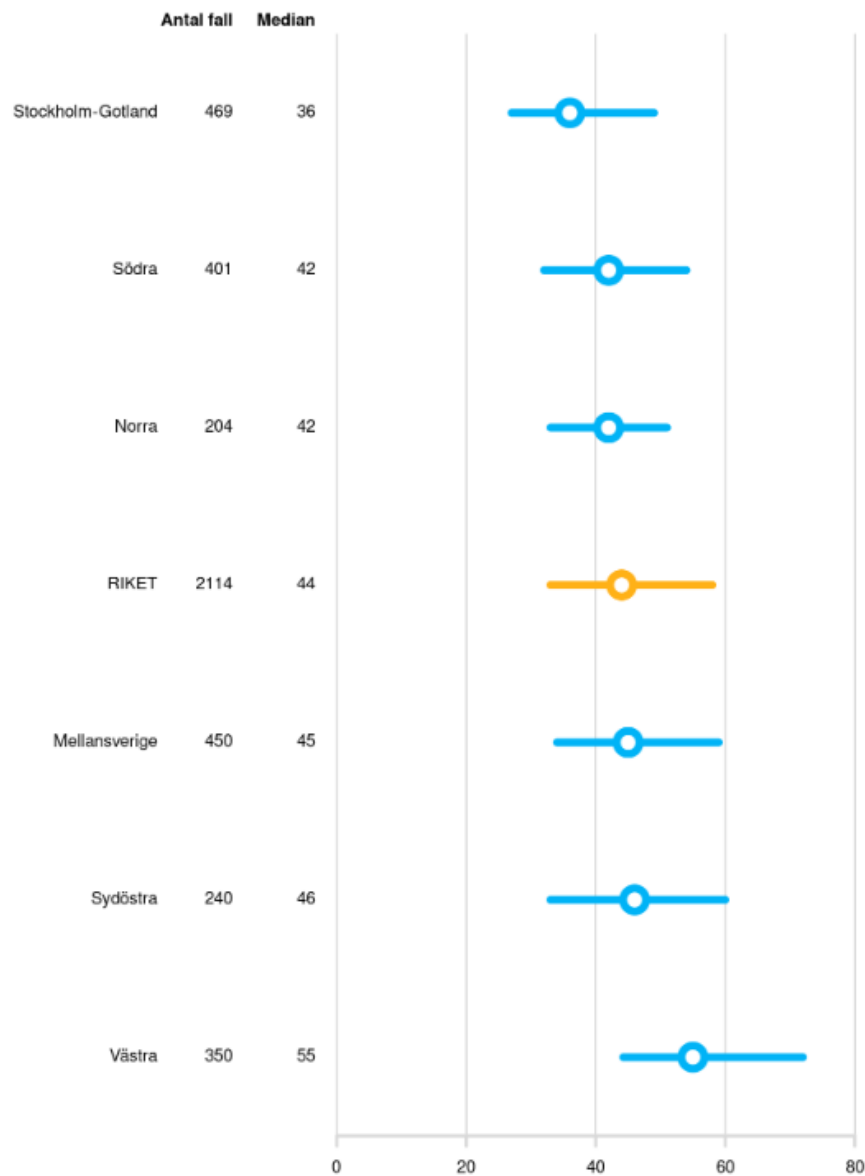 Antal fall Median
Stockholm-Gotland 469 36
Södra 401 42
Norra 204 42
RIKET 2114 44
Mellansverige 450 45
Sydöstra 240 46
Västra 350 55
0 20 40 60 80